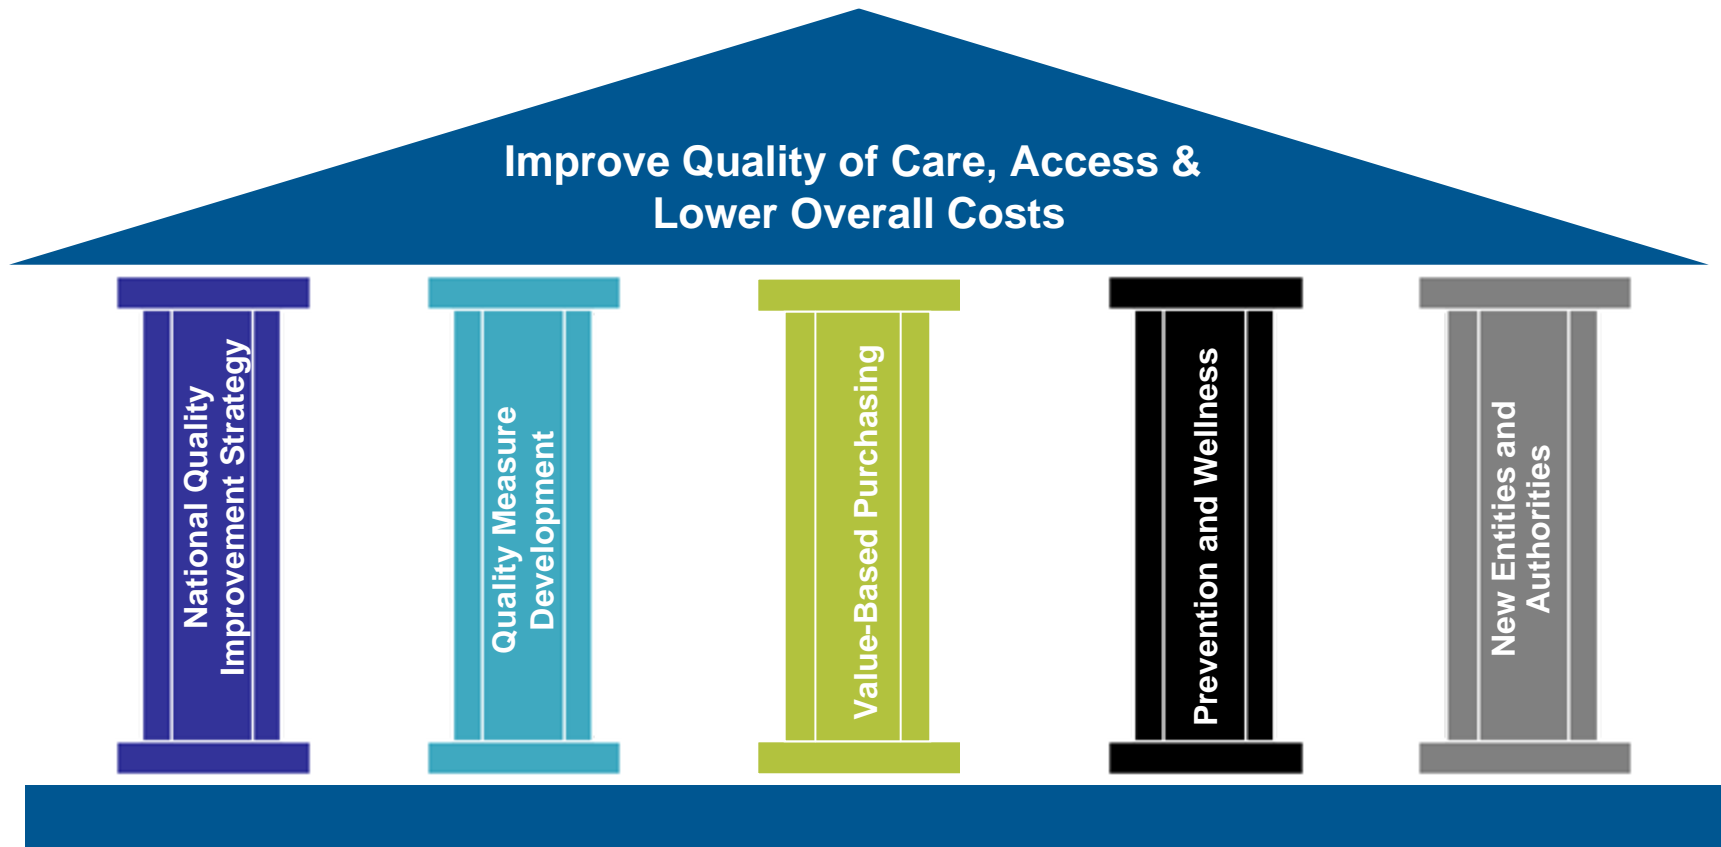 Improve Quality of Care, Access &
Lower Overall Costs
National Quality
Improvement Strategy
Quality Measure
Development
Value-Based Purchasing
Prevention and Wellness
New Entities and
Authorities